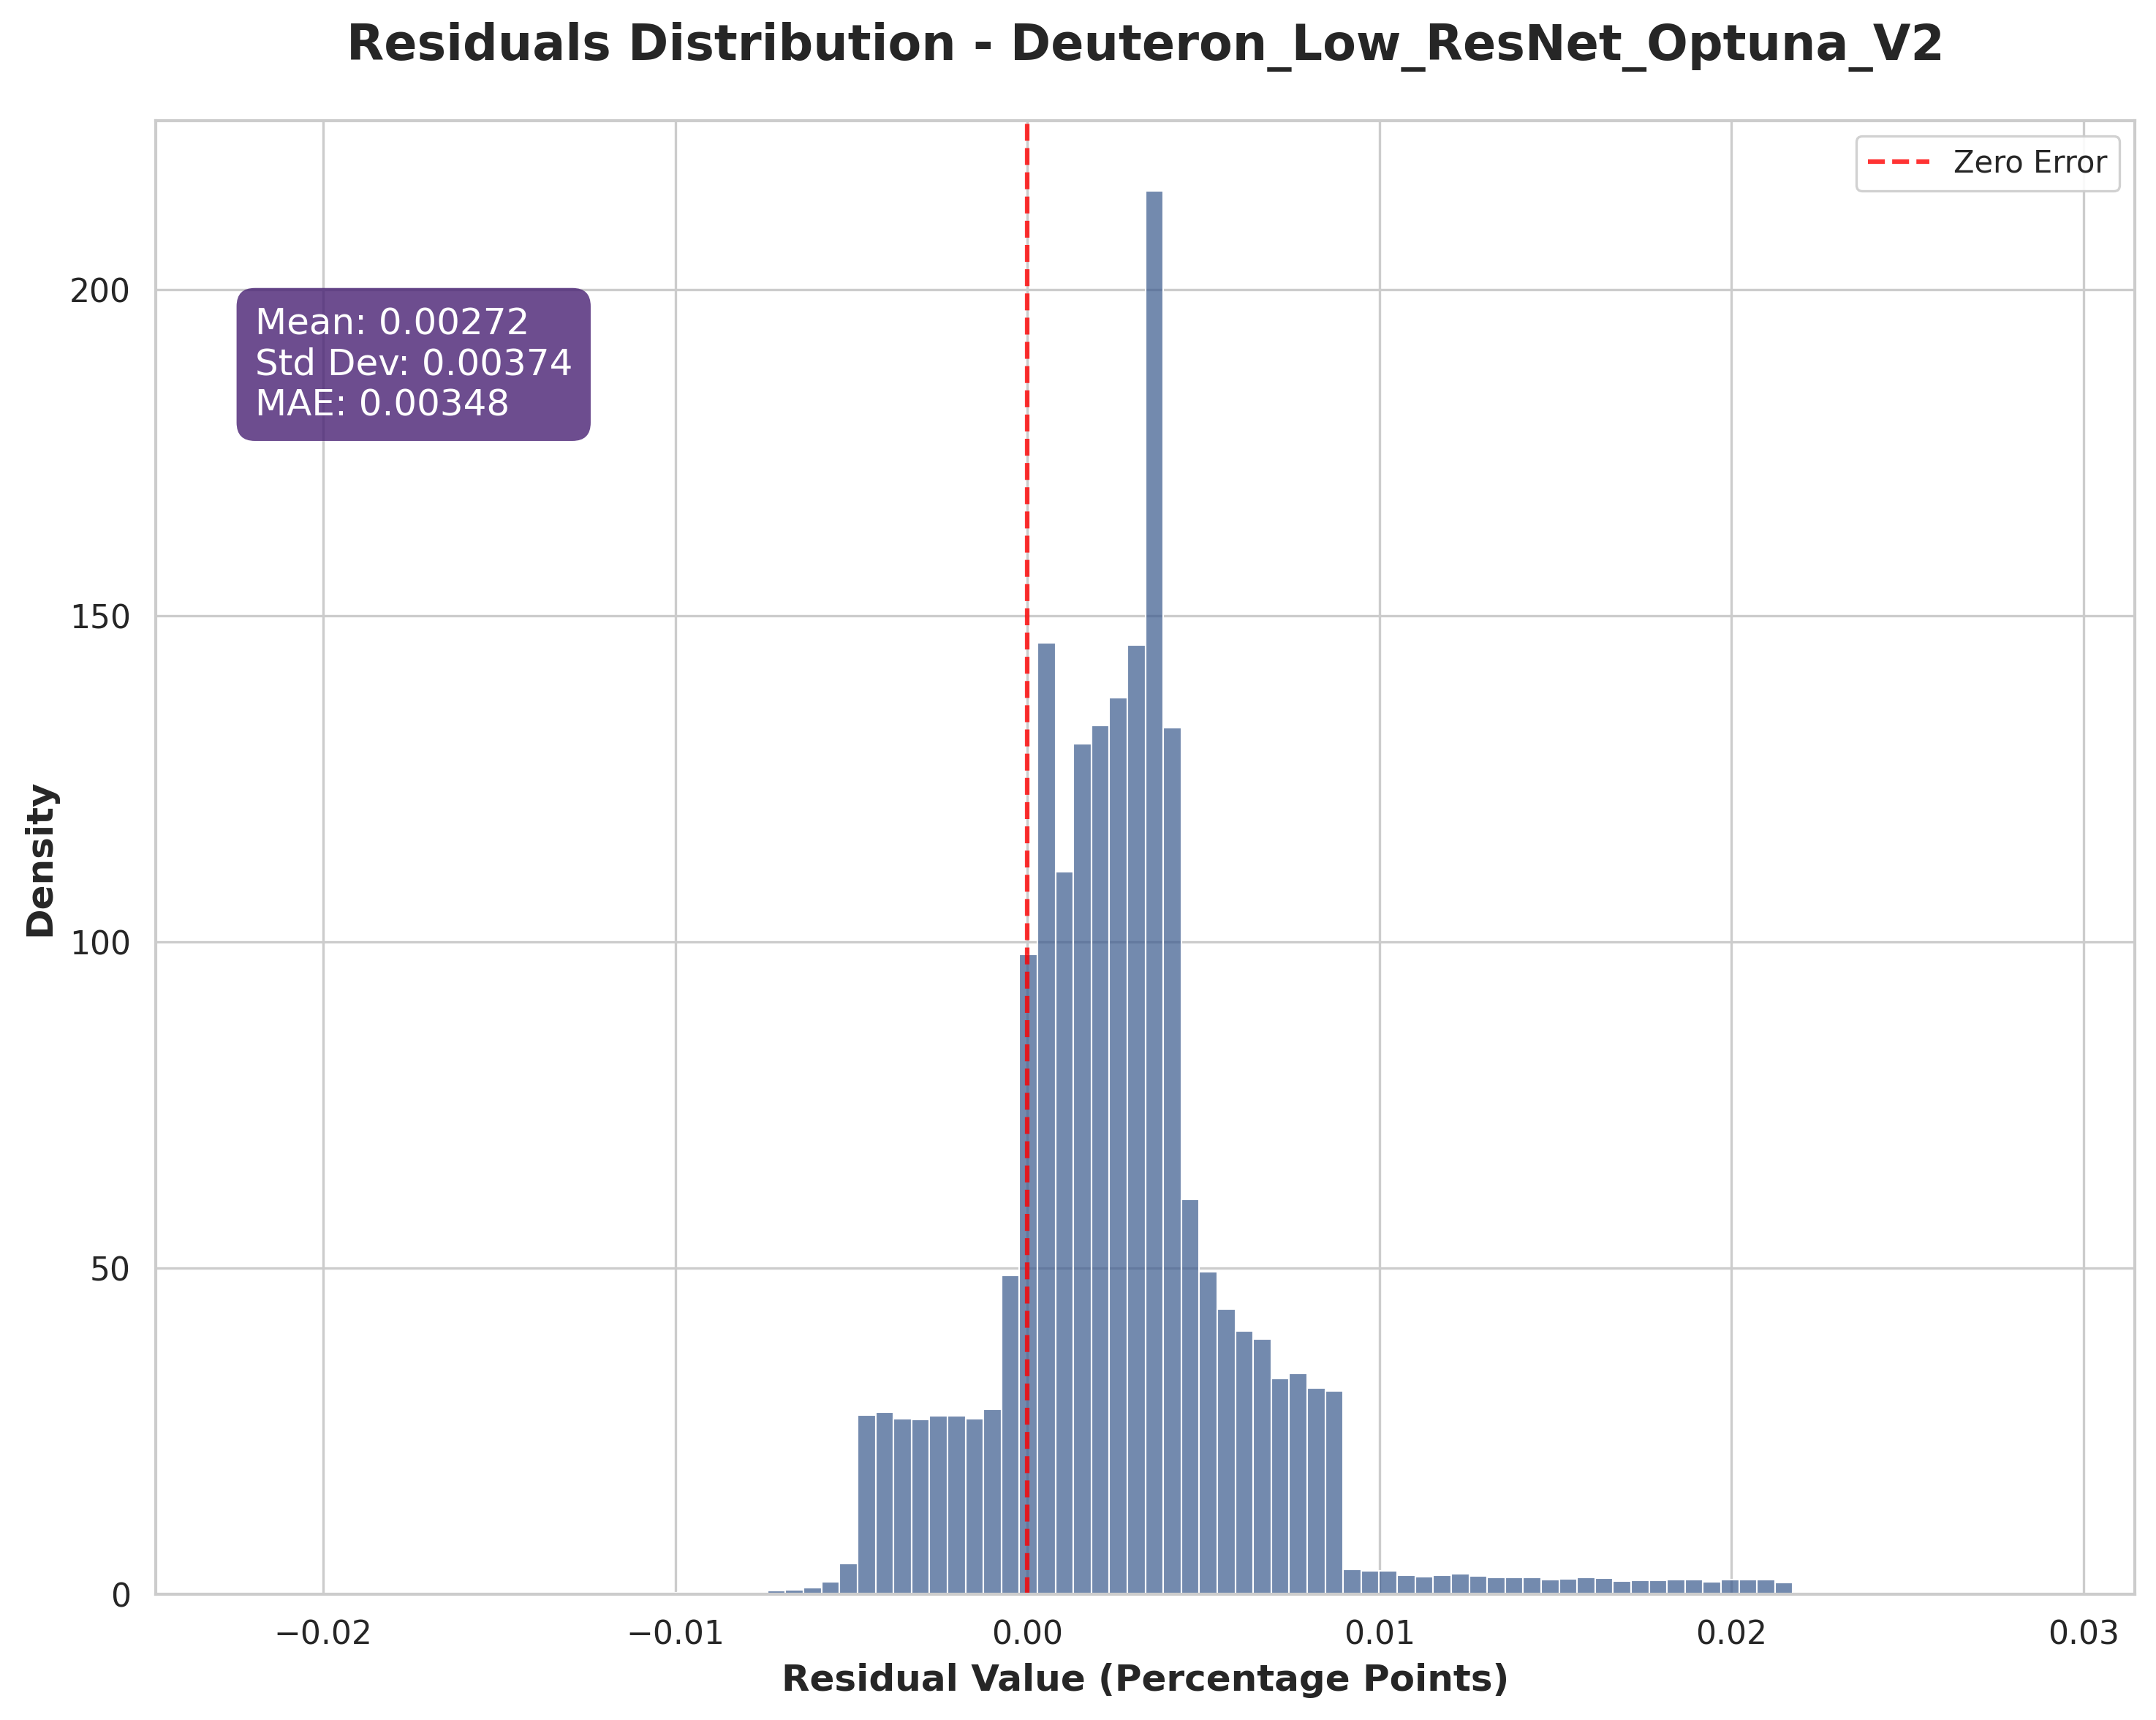 Residuals Distribution - Deuteron_Low_ResNet_Optuna_V2
Zero Error
Mean: 0.00272
Std Dev: 0.00374
MAE: 0.00348
Density
200
150
100
50
0
−0.02
−0.01
0.00
0.01
0.02
0.03
Residual Value (Percentage Points)